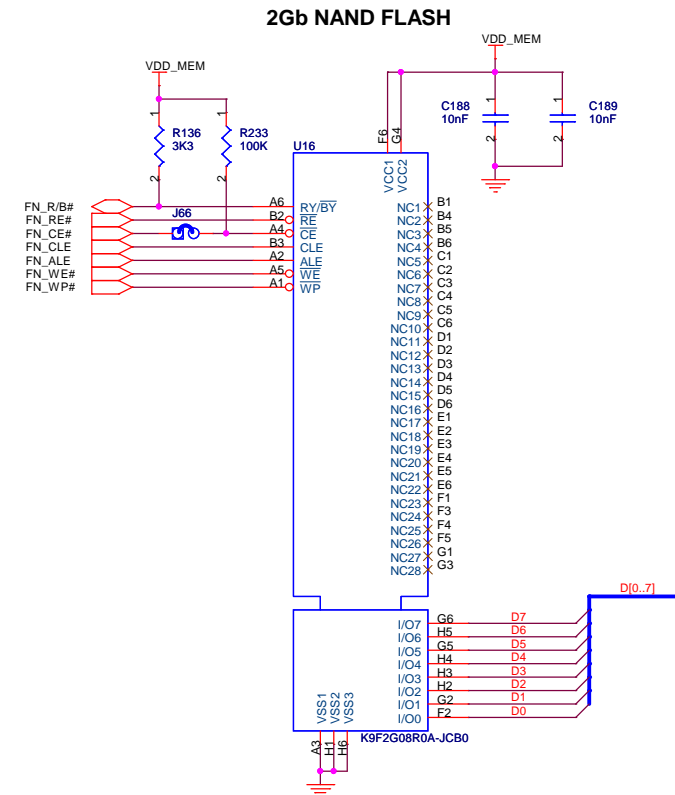 2Gb NAND FLASH
VDD_MEM
VDD_MEM
1
R136
3K3
2
1
R233
100K
2
C188
10nF
1
2
C189
10nF
1
2
U16
F6
G4
VCC1
VCC2
FN_R/B# A6 RY/BY
FN_RE# B2 RE
FN_CE# J66 A4 CE
FN_CLE B3 CLE
FN_ALE A2 ALE
FN_WE# A5 WE
FN_WP# A1 WP
NC1 B1
NC2 B4
NC3 B5
NC4 B6
NC5 C1
NC6 C2
NC7 C3
NC8 C4
NC9 C5
NC10 C6
NC11 D1
NC12 D2
NC13 D3
NC14 D4
NC15 D5
NC16 D6
NC17 E1
NC18 E2
NC19 E3
NC20 E4
NC21 E5
NC22 E6
NC23 F1
NC24 F3
NC25 F4
NC26 F5
NC27 G1
NC28 G3
D[0..7]
I/O7 G6 D7
I/O6 H5 D6
I/O5 G5 D5
I/O4 H4 D4
I/O3 H3 D3
I/O2 H2 D2
I/O1 G2 D1
I/O0 F2 D0
VSS1
VSS2
VSS3
A3
H1
H6
K9F2G08R0A-JCB0